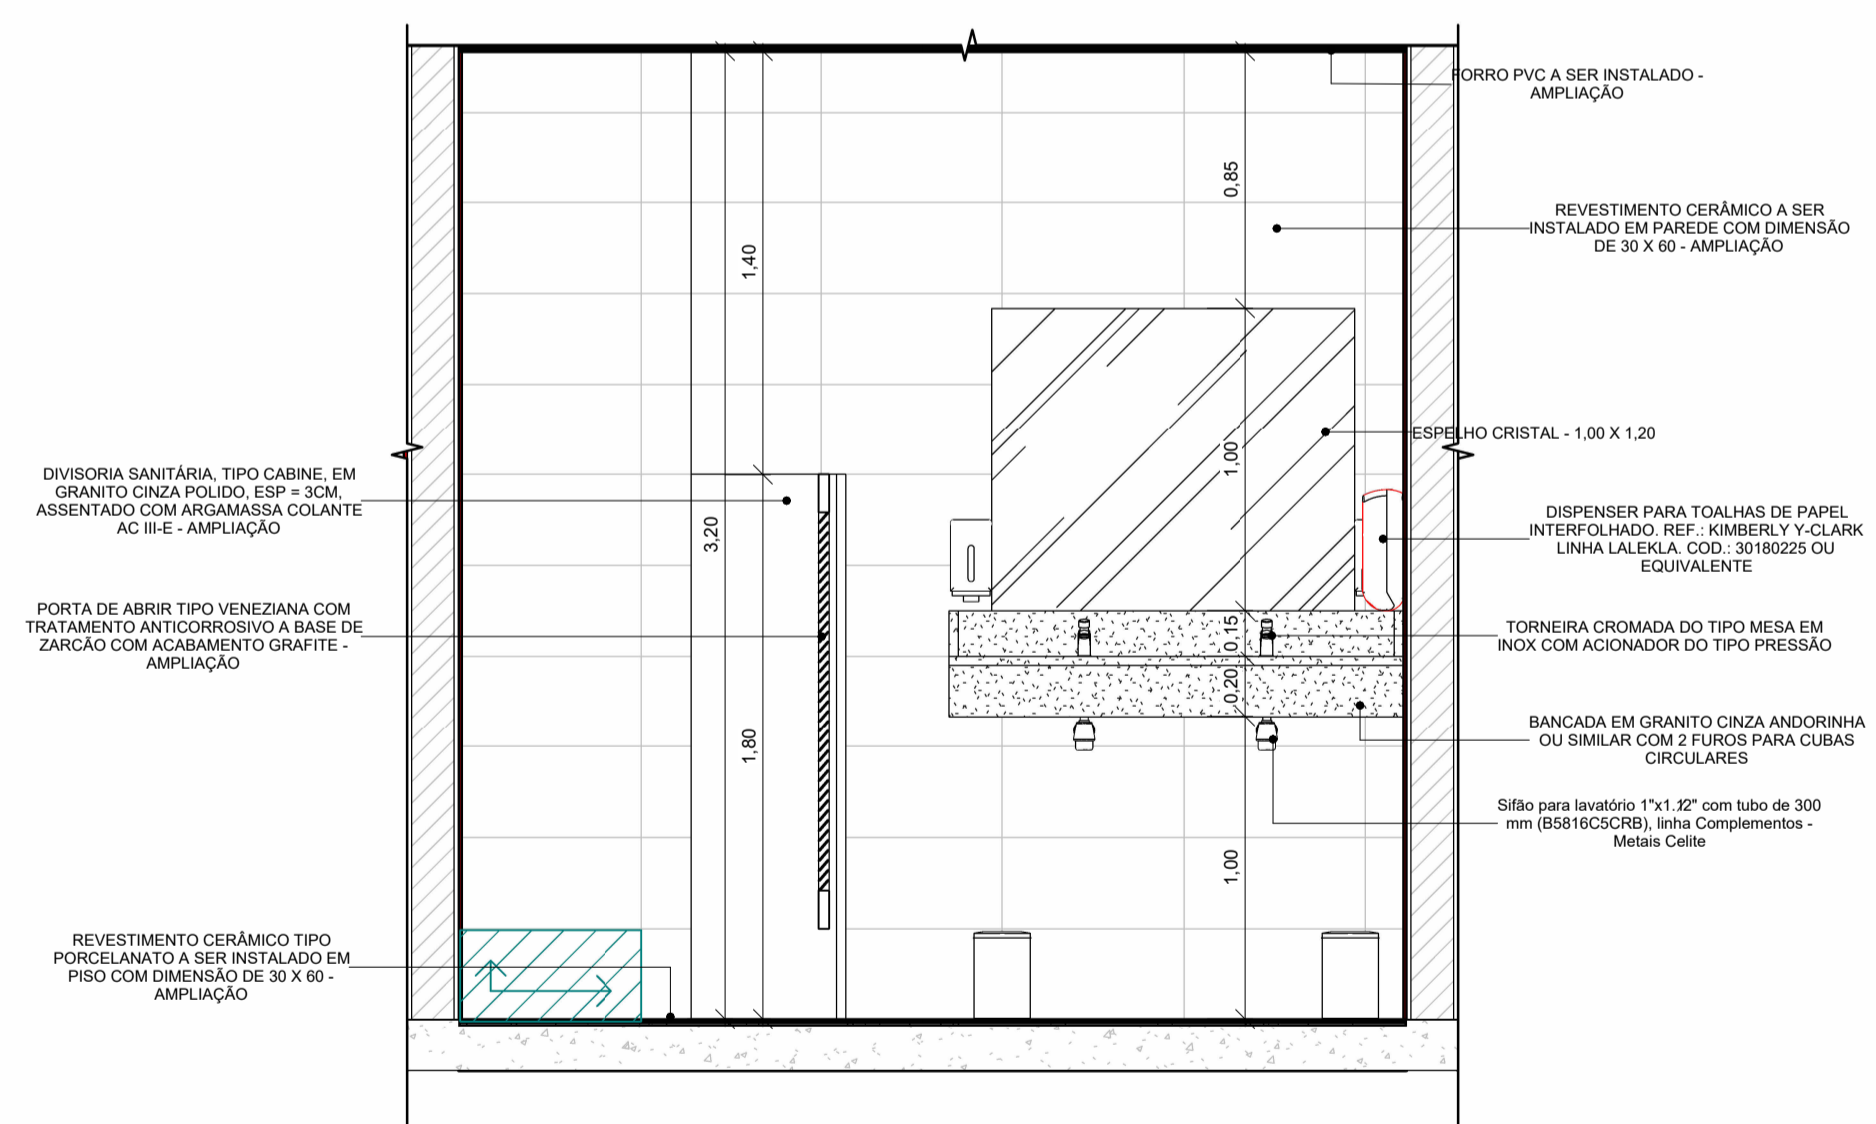 FORRO PVC A SER INSTALADO -
AMPLIAÇÃO
0,85
REVESTIMENTO CERÂMICO A SER
INSTALADO EM PAREDE COM DIMENSÃO
DE 30 X 60 - AMPLIAÇÃO
1,40
ESPELHO CRISTAL - 1,00 X 1,20
1,00
DIVISORIA SANITÁRIA, TIPO CABINE, EM
GRANITO CINZA POLIDO, ESP = 3CM,
ASSENTADO COM ARGAMASSA COLANTE
AC III-E - AMPLIAÇÃO
3,20
DISPENSER PARA TOALHAS DE PAPEL
INTERFOLHADO. REF.: KIMBERLY Y-CLARK
LINHA LALEKLA. COD.: 30180225 OU
EQUIVALENTE
PORTA DE ABRIR TIPO VENEZIANA COM
TRATAMENTO ANTICORROSIVO A BASE DE
ZARCÃO COM ACABAMENTO GRAFITE -
AMPLIAÇÃO
0,15
TORNEIRA CROMADA DO TIPO MESA EM
INOX COM ACIONADOR DO TIPO PRESSÃO
0,20
1,80
BANCADA EM GRANITO CINZA ANDORINHA
OU SIMILAR COM 2 FUROS PARA CUBAS
CIRCULARES
Sifão para lavatório 1"x1.1/2" com tubo de 300
mm (B5816C5CRB), linha Complementos -
Metais Celite
1,00
REVESTIMENTO CERÂMICO TIPO
PORCELANATO A SER INSTALADO EM
PISO COM DIMENSÃO DE 30 X 60 -
AMPLIAÇÃO